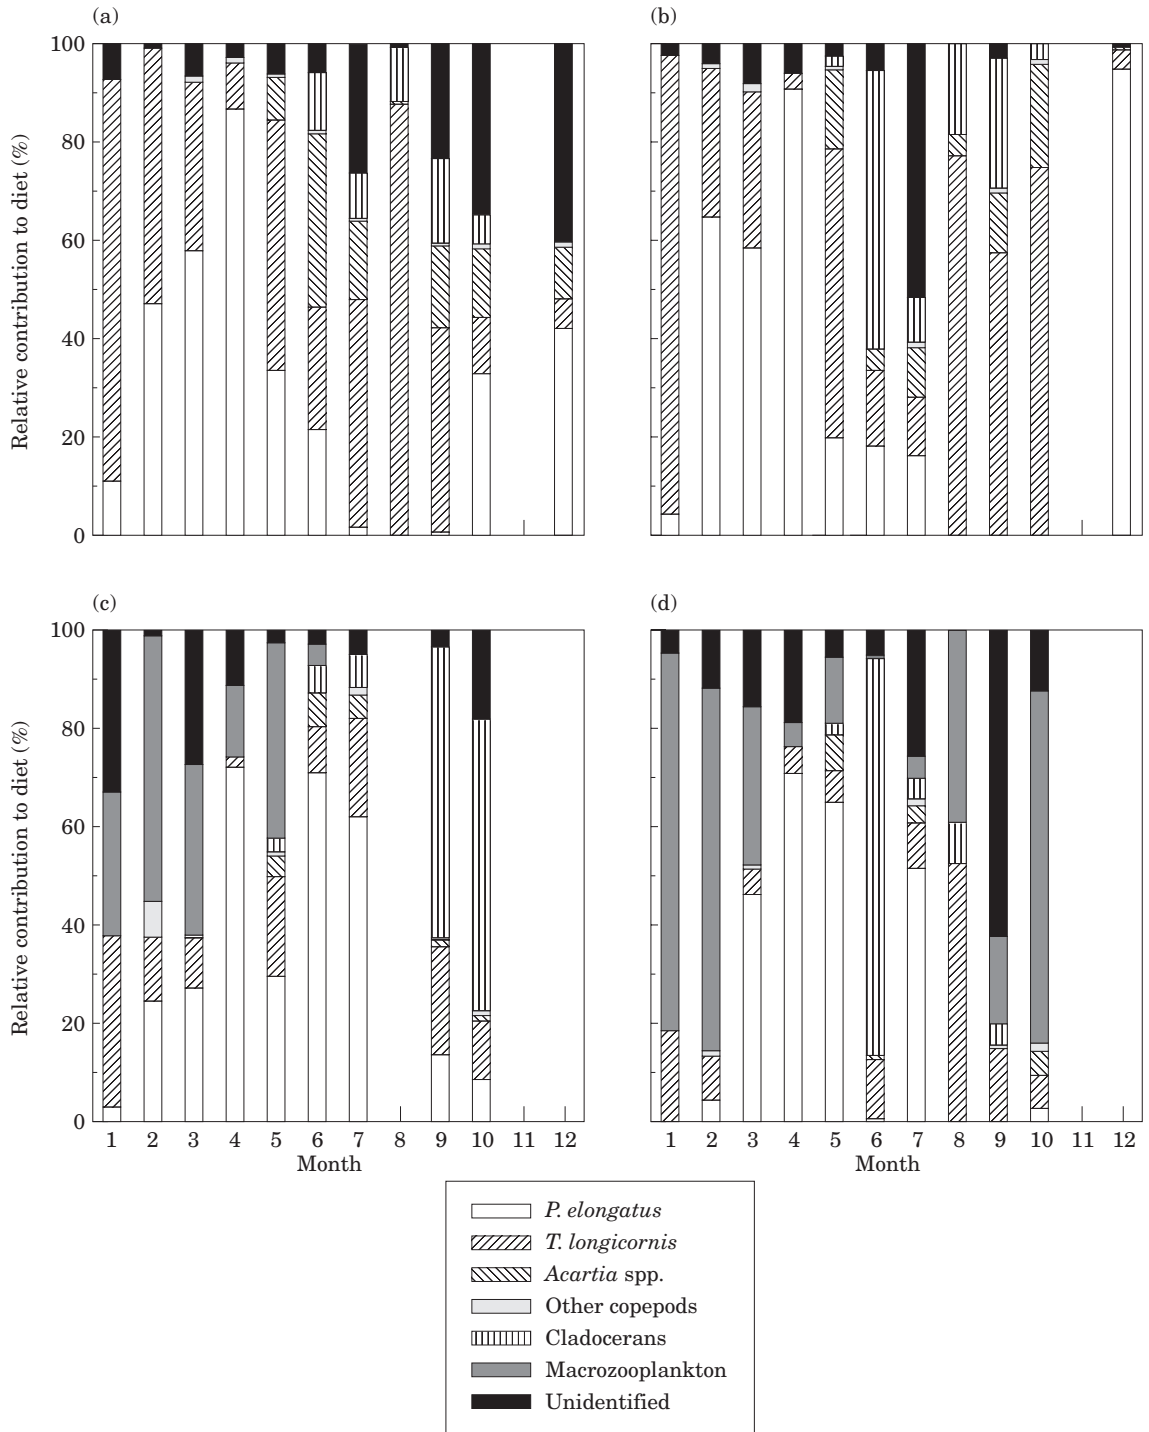 (a)
(b)
100
80
60
40
20
0
Relative contribution to diet (%)
(c)
(d)
100
80
60
40
20
0
Relative contribution to diet (%)
1 2 3 4 5 6 7 8 9 10 11 12
1 2 3 4 5 6 7 8 9 10 11 12
Month
Month
P. elongatus
T. longicornis
Acartia spp.
Other copepods
Cladocerans
Macrozooplankton
Unidentified